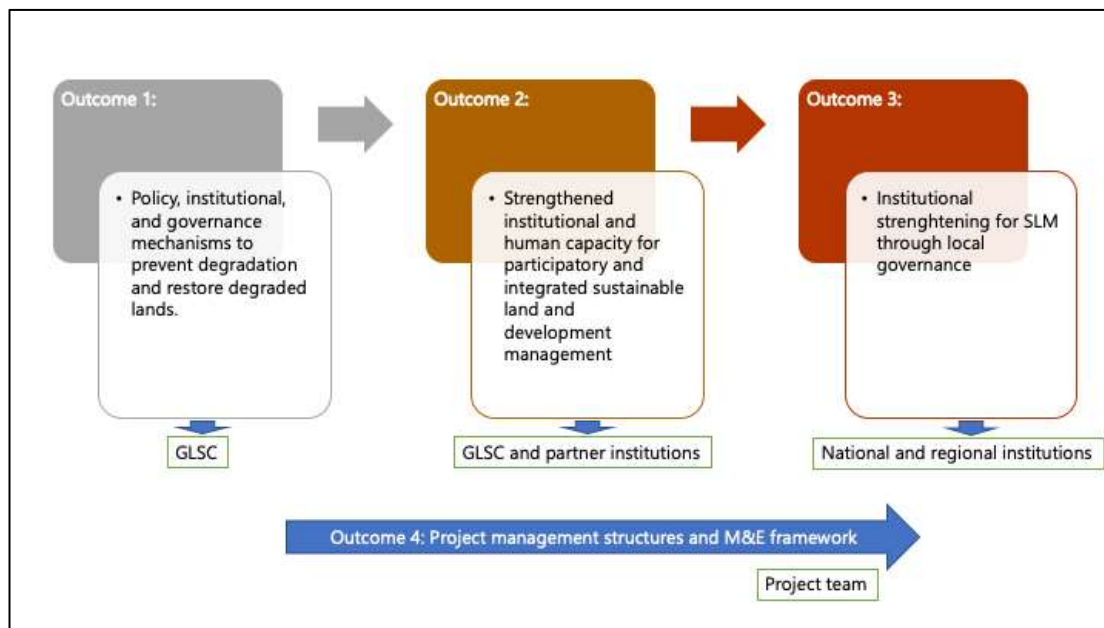 Outcome 1:
• Policy, institutional,
and governance
mechanisms to
prevent degradation
and restore degraded
lands.
GLSC
Outcome 2:
• Strengthened
institutional and
human capacity for
participatory and
integrated sustainable
land and
development
management
GLSC and partner institutions
Outcome 3:
• Institutional
strenghtening for SLM
through local
governance
National and regional institutions
Outcome 4: Project management structures and M&E framework
Project team